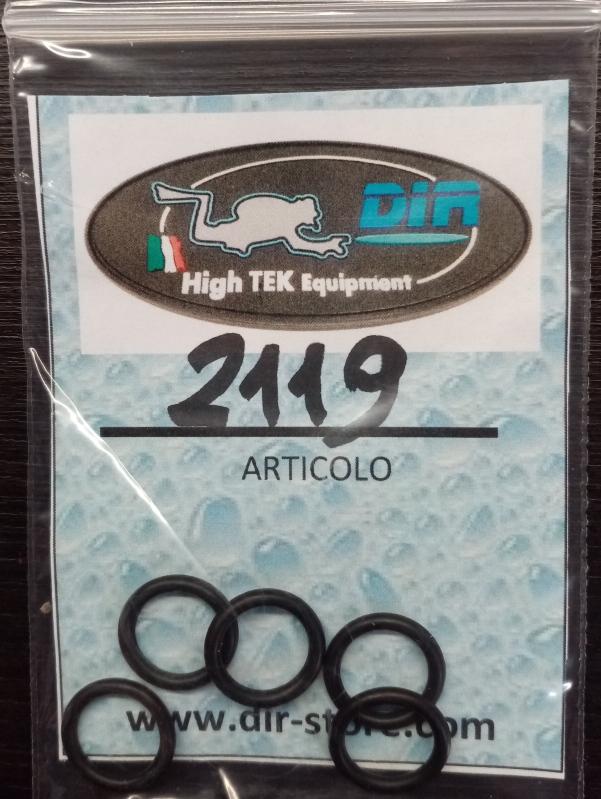 DiR
High TEK Equipment
2119
ARTICOLO
www.dir-store.com